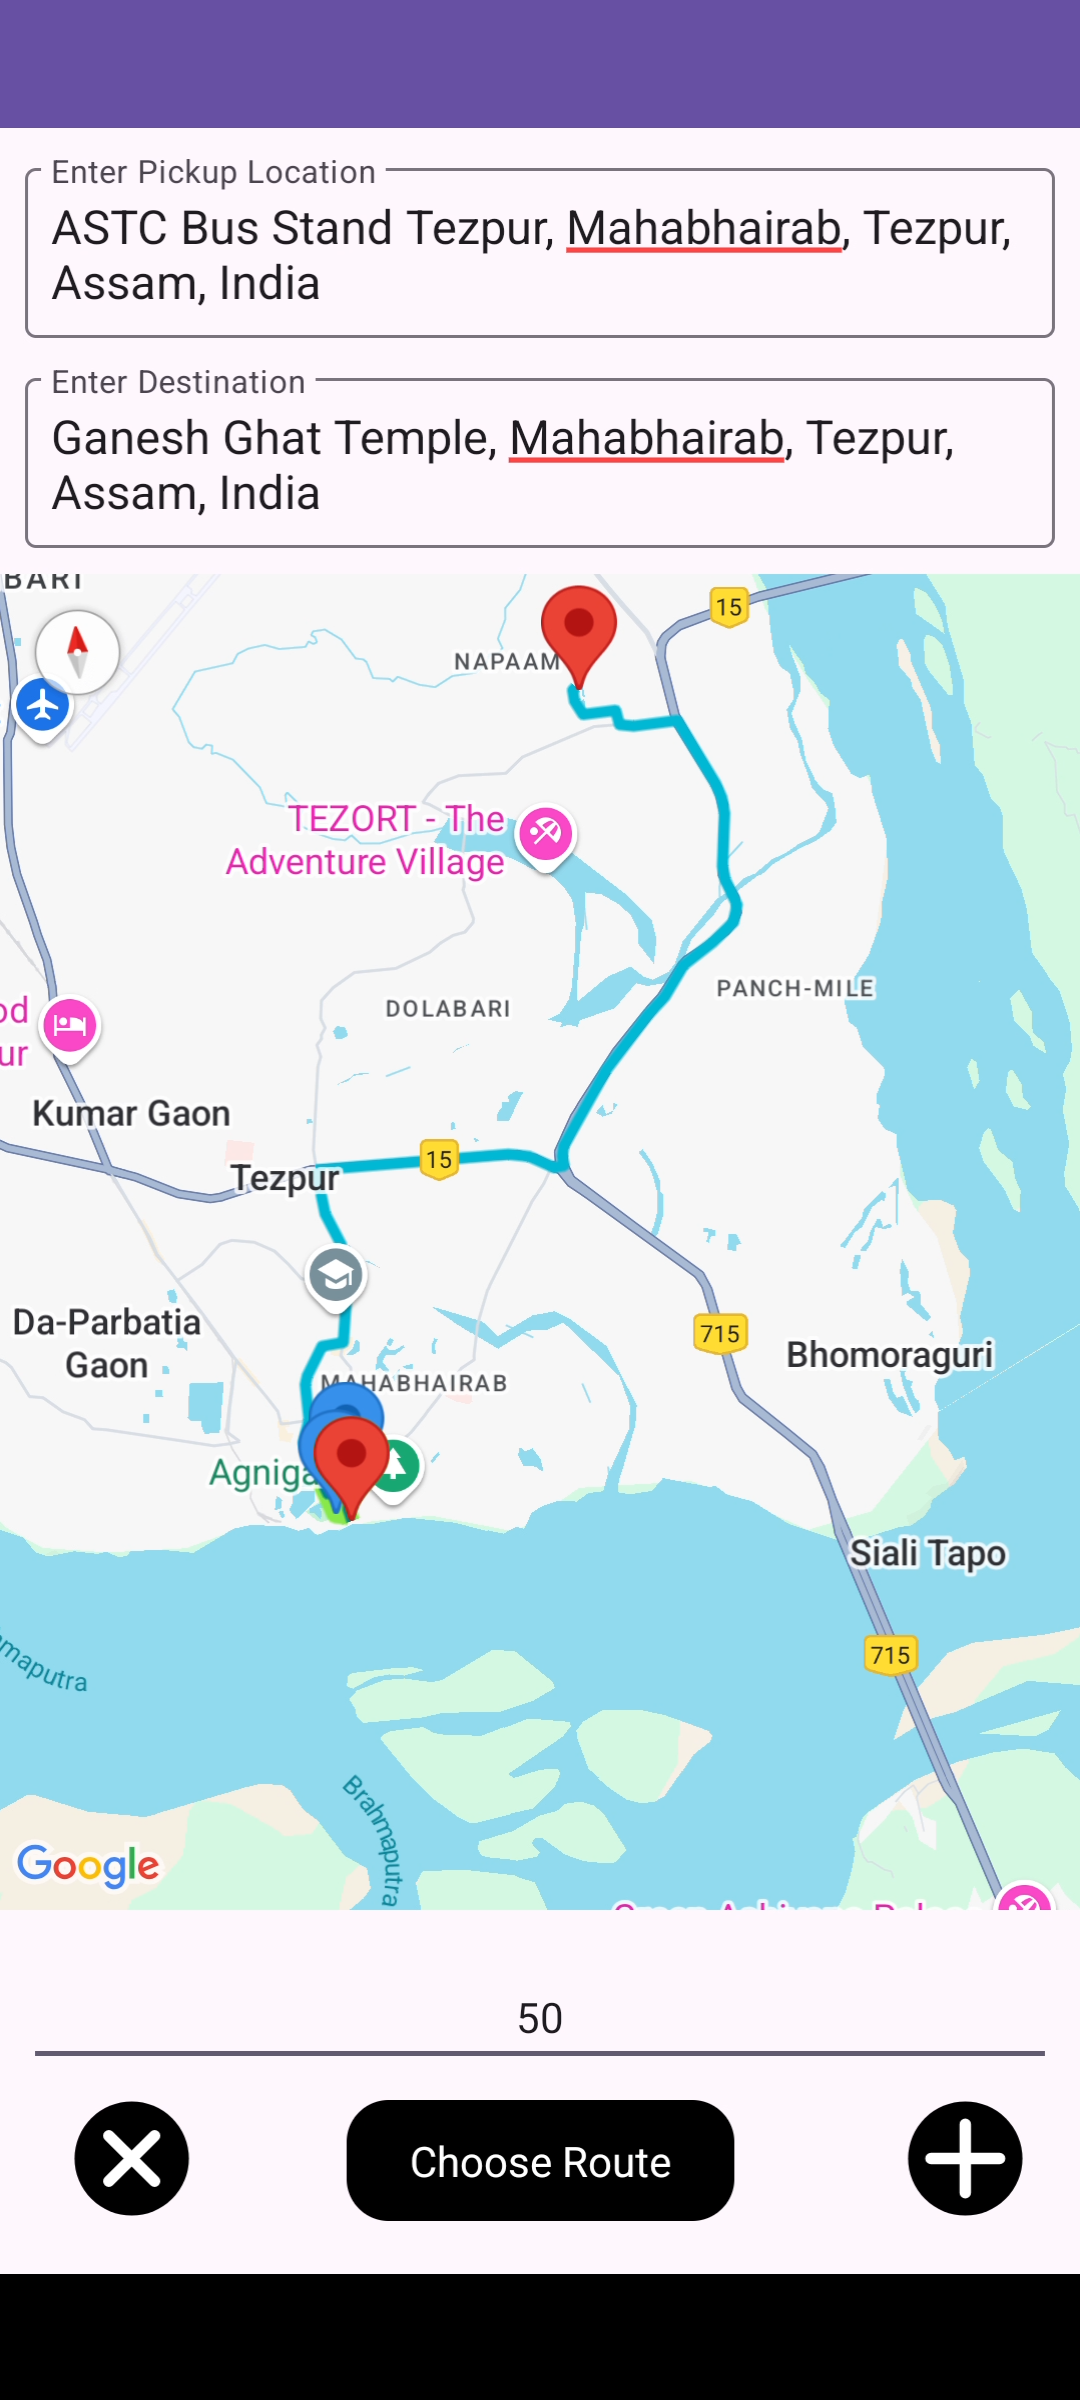 Enter Pickup Location
ASTC Bus Stand Tezpur, Mahabhairab, Tezpur,
Assam, India
Enter Destination
Ganesh Ghat Temple, Mahabhairab, Tezpur,
Assam, India
BARI
15
NAPAAM
TEZORT - The
Adventure Village
PANCH-MILE
DOLABARI
od
ur
Kumar Gaon
15
Tezpur
Da-Parbatia
Gaon
715
Bhomoraguri
MAHABHAIRAB
Agniga
Siali Tapo
715
maputra
Brahmaputra
Google
50
Choose Route